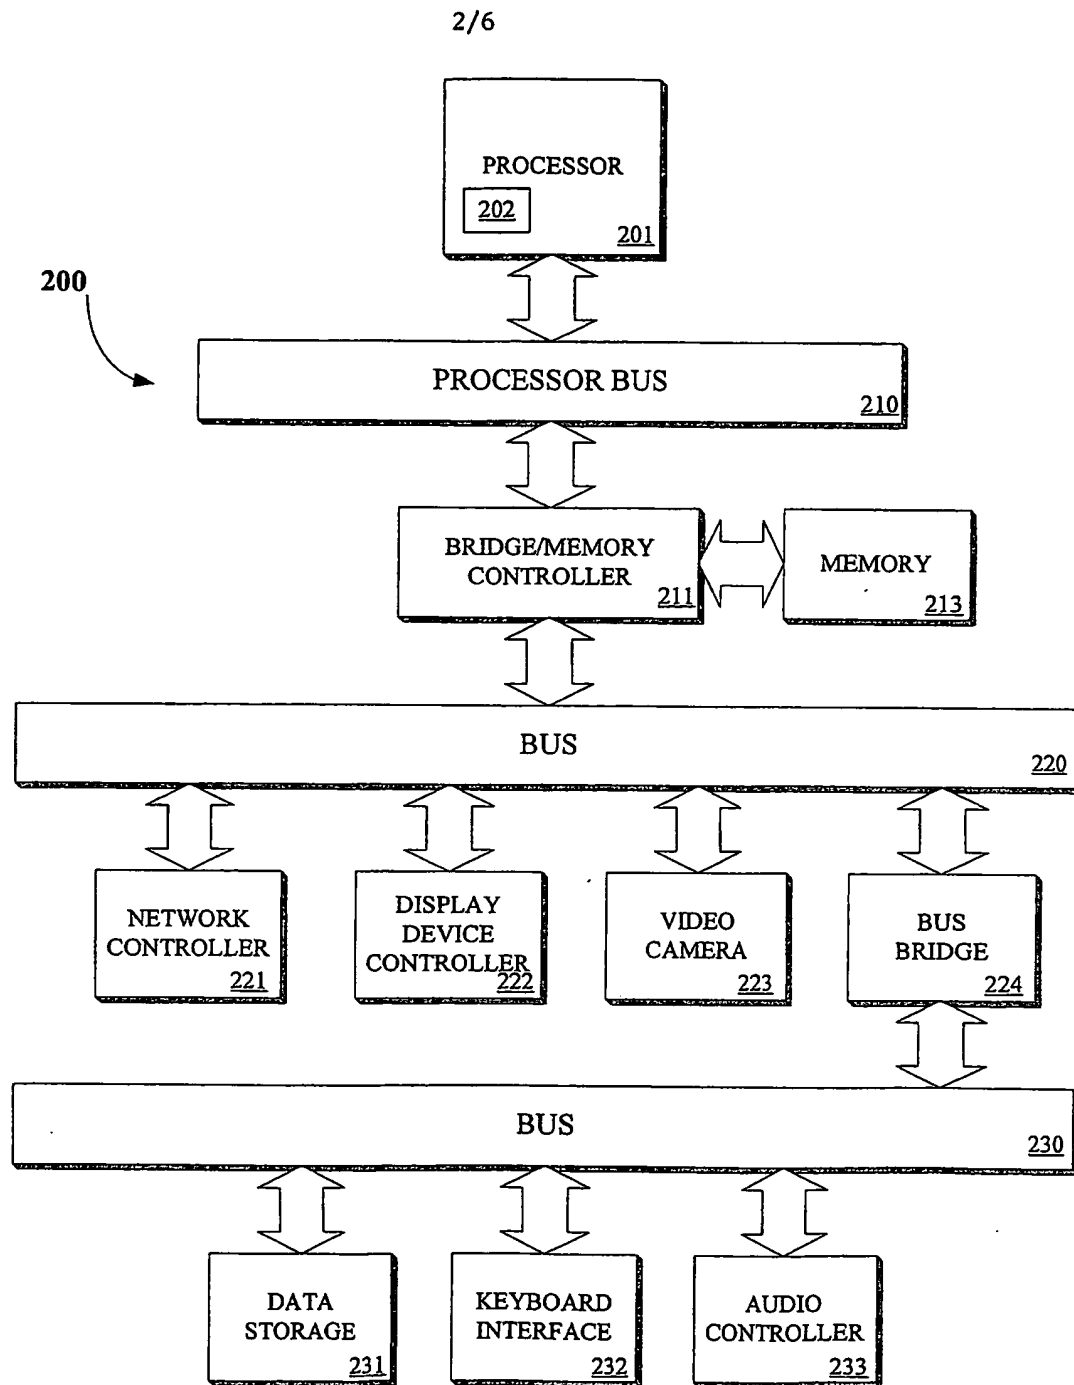 2/6
PROCESSOR
202
201
200
PROCESSOR BUS
210
BRIDGE/MEMORY
CONTROLLER
211
MEMORY
213
BUS
220
NETWORK
CONTROLLER
221
DISPLAY
DEVICE
CONTROLLER
222
VIDEO
CAMERA
223
BUS
BRIDGE
224
BUS
230
DATA
STORAGE
231
KEYBOARD
INTERFACE
232
AUDIO
CONTROLLER
233